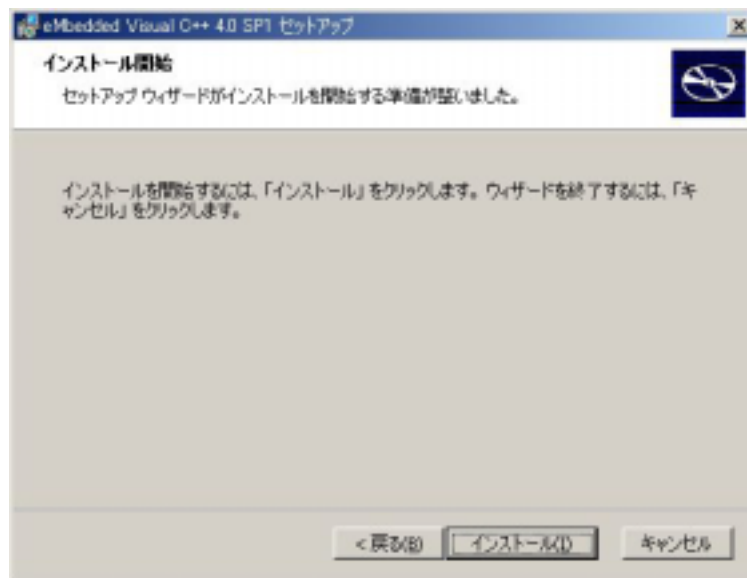 eMbedded Visual C++ 4.0 SP1 セットアップ
インストール開始
セットアップ ウィザードがインストールを開始する準備が整いました。
インストールを開始するには、「インストール」をクリックします。ウィザードを終了するには、「キ
ャンセル」をクリックします。
< 戻る(B)
インストール(I)
キャンセル